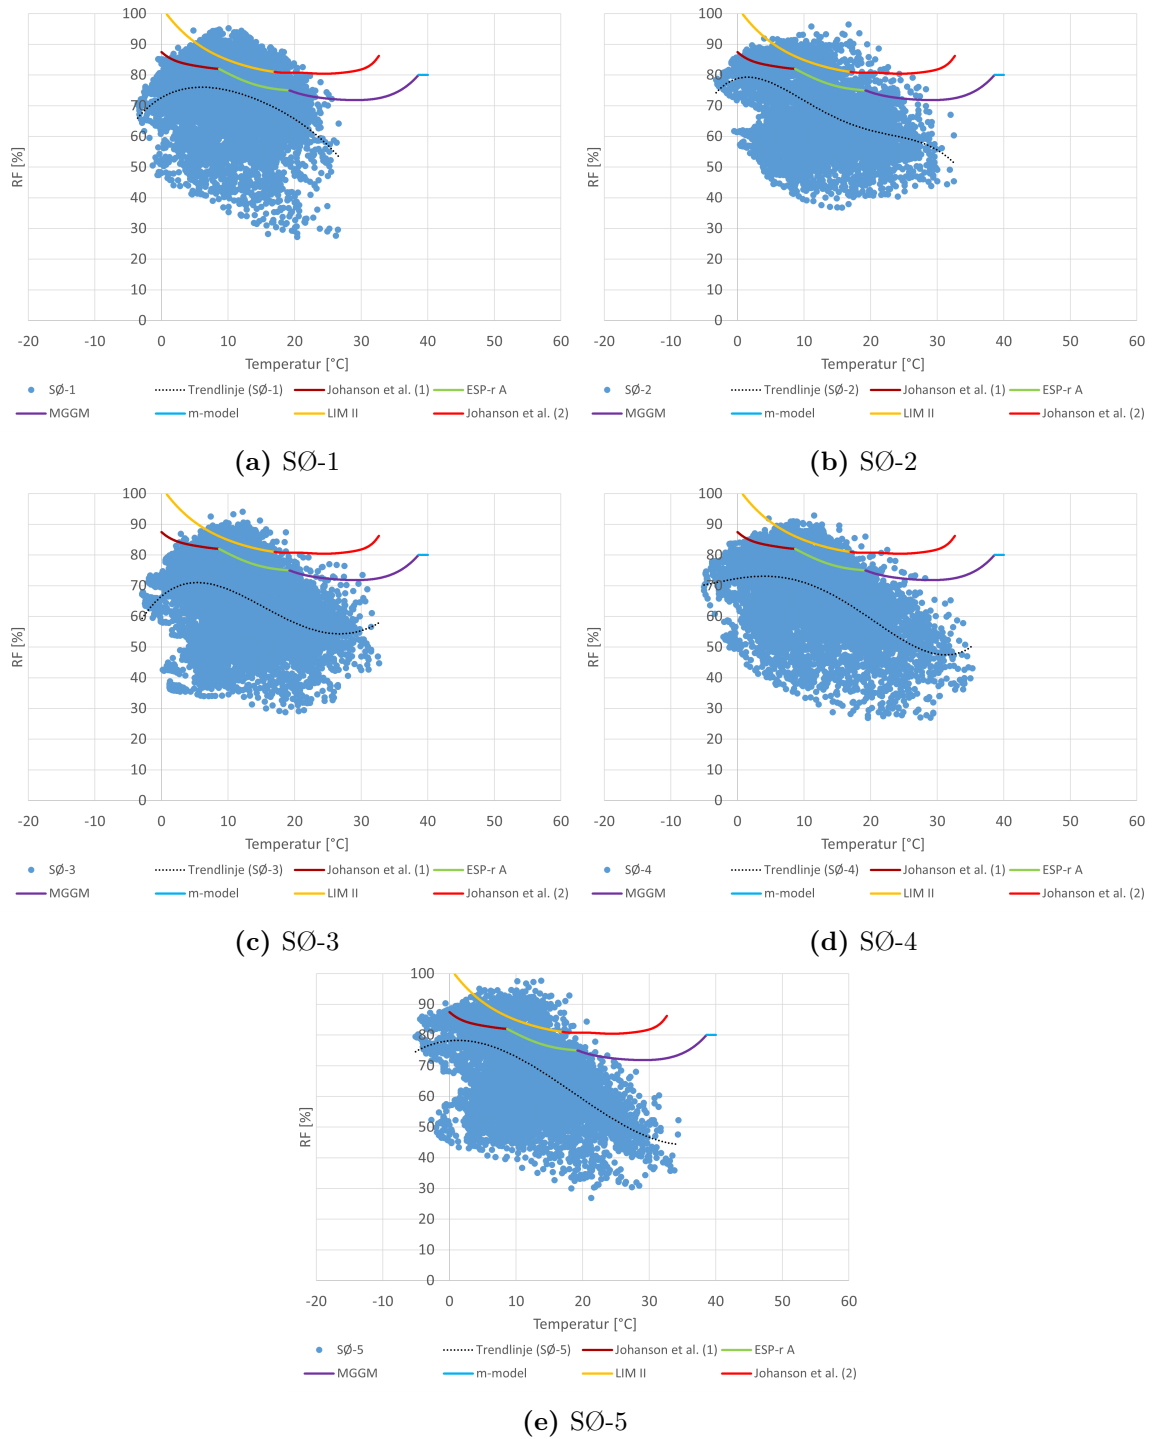 100
90
80
70
60
50
40
30
20
10
0
RF [%]
-20 -10 0 10 20 30 40 50 60
Temperatur [°C]
SØ-1 Trendlinje (SØ-1) Johanson et al. (1) ESP-r A
MGGM m-model LIM II Johanson et al. (2)
(a) SØ-1
100
90
80
70
60
50
40
30
20
10
0
RF [%]
-20 -10 0 10 20 30 40 50 60
Temperatur [°C]
SØ-2 Trendlinje (SØ-2) Johanson et al. (1) ESP-r A
MGGM m-model LIM II Johanson et al. (2)
(b) SØ-2
100
90
80
70
60
50
40
30
20
10
0
RF [%]
-20 -10 0 10 20 30 40 50 60
Temperatur [°C]
SØ-3 Trendlinje (SØ-3) Johanson et al. (1) ESP-r A
MGGM m-model LIM II Johanson et al. (2)
(c) SØ-3
100
90
80
70
60
50
40
30
20
10
0
RF [%]
-20 -10 0 10 20 30 40 50 60
Temperatur [°C]
SØ-4 Trendlinje (SØ-4) Johanson et al. (1) ESP-r A
MGGM m-model LIM II Johanson et al. (2)
(d) SØ-4
100
90
80
70
60
50
40
30
20
10
0
RF [%]
-20 -10 0 10 20 30 40 50 60
Temperatur [°C]
SØ-5 Trendlinje (SØ-5) Johanson et al. (1) ESP-r A
MGGM m-model LIM II Johanson et al. (2)
(e) SØ-5